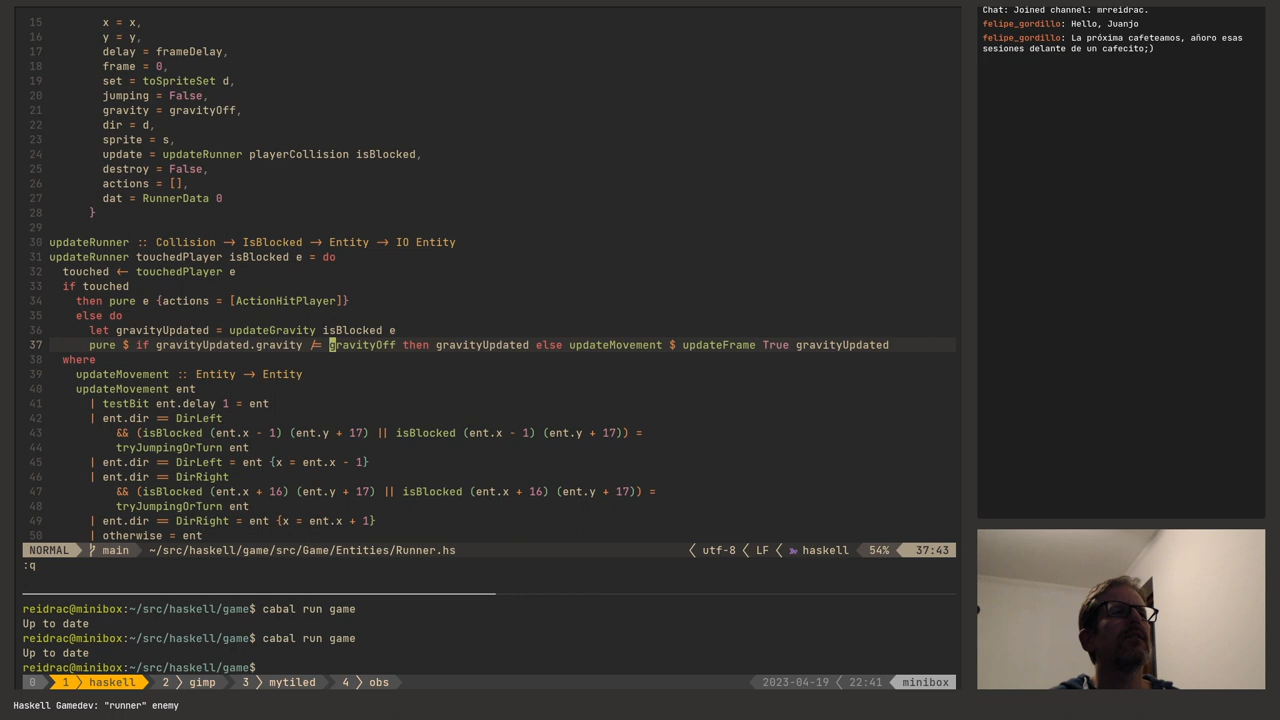 15         x = x,
16         y = y,
17         delay = frameDelay,
18         frame = 0,
19         set = toSpriteSet d,
20         jumping = False,
21         gravity = gravityOff,
22         dir = d,
23         sprite = s,
24         update = updateRunner playerCollision isBlocked,
25         destroy = False,
26         actions = [],
27         dat = RunnerData 0
28       }
29
30 updateRunner :: Collision → IsBlocked → Entity → IO Entity
31 updateRunner touchedPlayer isBlocked e = do
32   touched ← touchedPlayer e
33   if touched
34     then pure e {actions = [ActionHitPlayer]}
35     else do
36       let gravityUpdated = updateGravity isBlocked e
37       pure $ if gravityUpdated.gravity /= gravityOff then gravityUpdated else updateMovement $ updateFrame True gravityUpdated
38   where
39     updateMovement :: Entity → Entity
40     updateMovement ent
41       | testBit ent.delay 1 = ent
42       | ent.dir == DirLeft
43           && (isBlocked (ent.x - 1) (ent.y + 17) || isBlocked (ent.x - 1) (ent.y + 17)) =
44           tryJumpingOrTurn ent
45       | ent.dir == DirLeft = ent {x = ent.x - 1}
46       | ent.dir == DirRight
47           && (isBlocked (ent.x + 16) (ent.y + 17) || isBlocked (ent.x + 16) (ent.y + 17)) =
48           tryJumpingOrTurn ent
49       | ent.dir == DirRight = ent {x = ent.x + 1}
50       | otherwise = ent
NORMAL main ~/src/haskell/game/src/Game/Entities/Runner.hs utf-8 LF haskell 54% 37:43
:q
reidrac@minibox:~/src/haskell/game$ cabal run game
Up to date
reidrac@minibox:~/src/haskell/game$ cabal run game
Up to date
reidrac@minibox:~/src/haskell/game$
0 1 haskell 2 gimp 3 mytiled 4 obs 2023-04-19 22:41 minibox
Haskell Gamedev: "runner" enemy
Chat: Joined channel: mrreidrac.
felipe_gordillo: Hello, Juanjo
felipe_gordillo: La próxima cafeteamos, añoro esas
sesiones delante de un cafecito;)